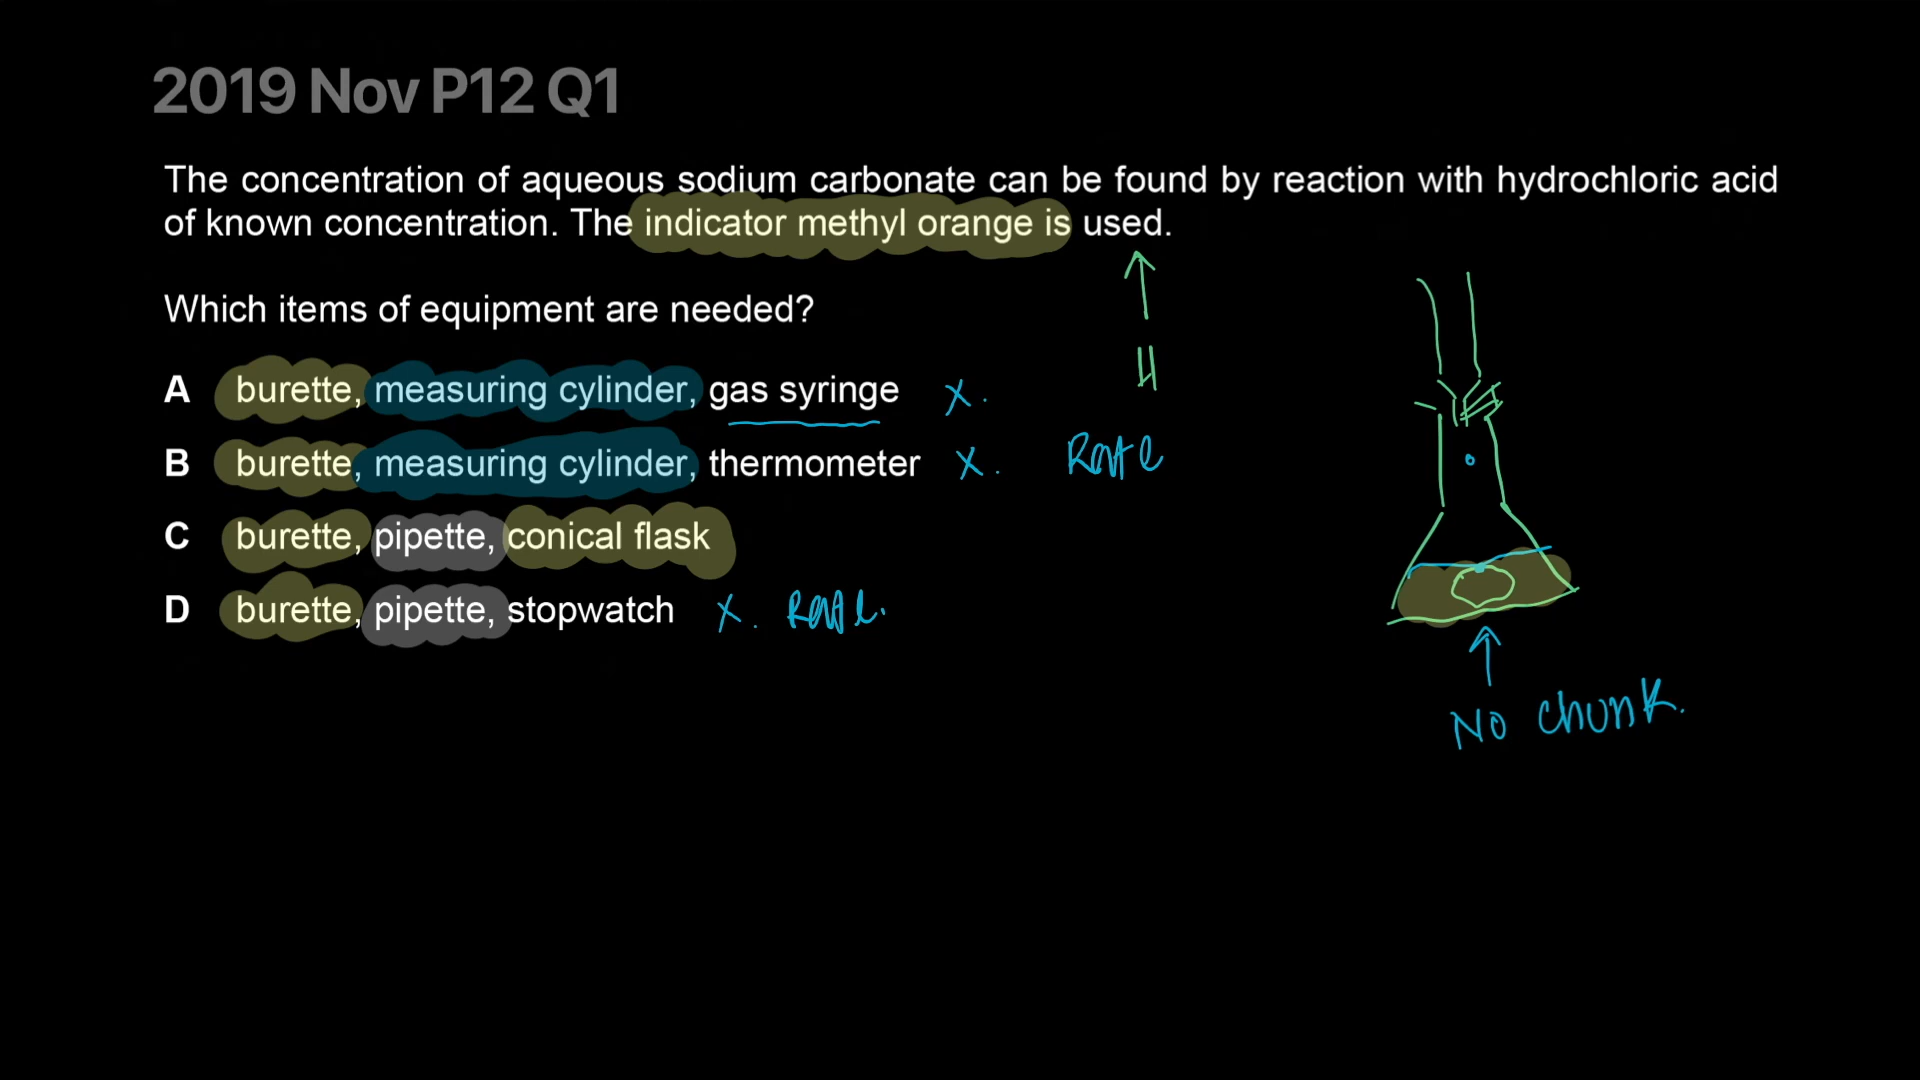 2019 Nov P12 Q1
The concentration of aqueous sodium carbonate can be found by reaction with hydrochloric acid
of known concentration. The indicator methyl orange is used.
Which items of equipment are needed?
A burette, measuring cylinder, gas syringe x.
B burette, measuring cylinder, thermometer x. Rate
C burette, pipette, conical flask
D burette, pipette, stopwatch x. Rate.
No chunk.